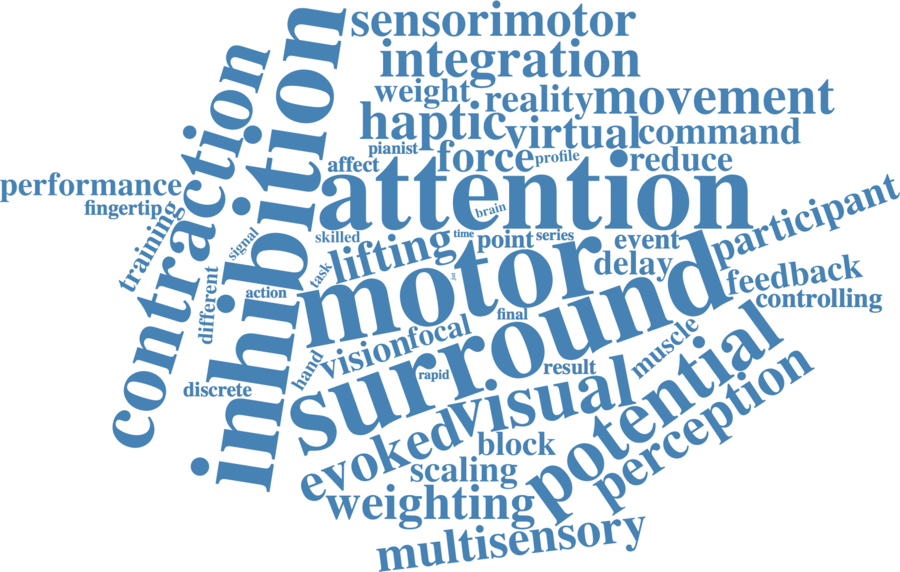 sensorimotor
integration
weight
reality
movement
haptic
virtual
command
pianist
force
profile
reduce
affect
attention
performance
fingertip
training
contraction
inhibition
signal
different
action
discrete
brain
skilled
lifting
time
point
series
event
participant
task
motor
delay
feedback
controlling
final
surround
hand
vision
focal
rapid
result
muscle
visual
potential
evoked
block
perception
scaling
weighting
multisensory